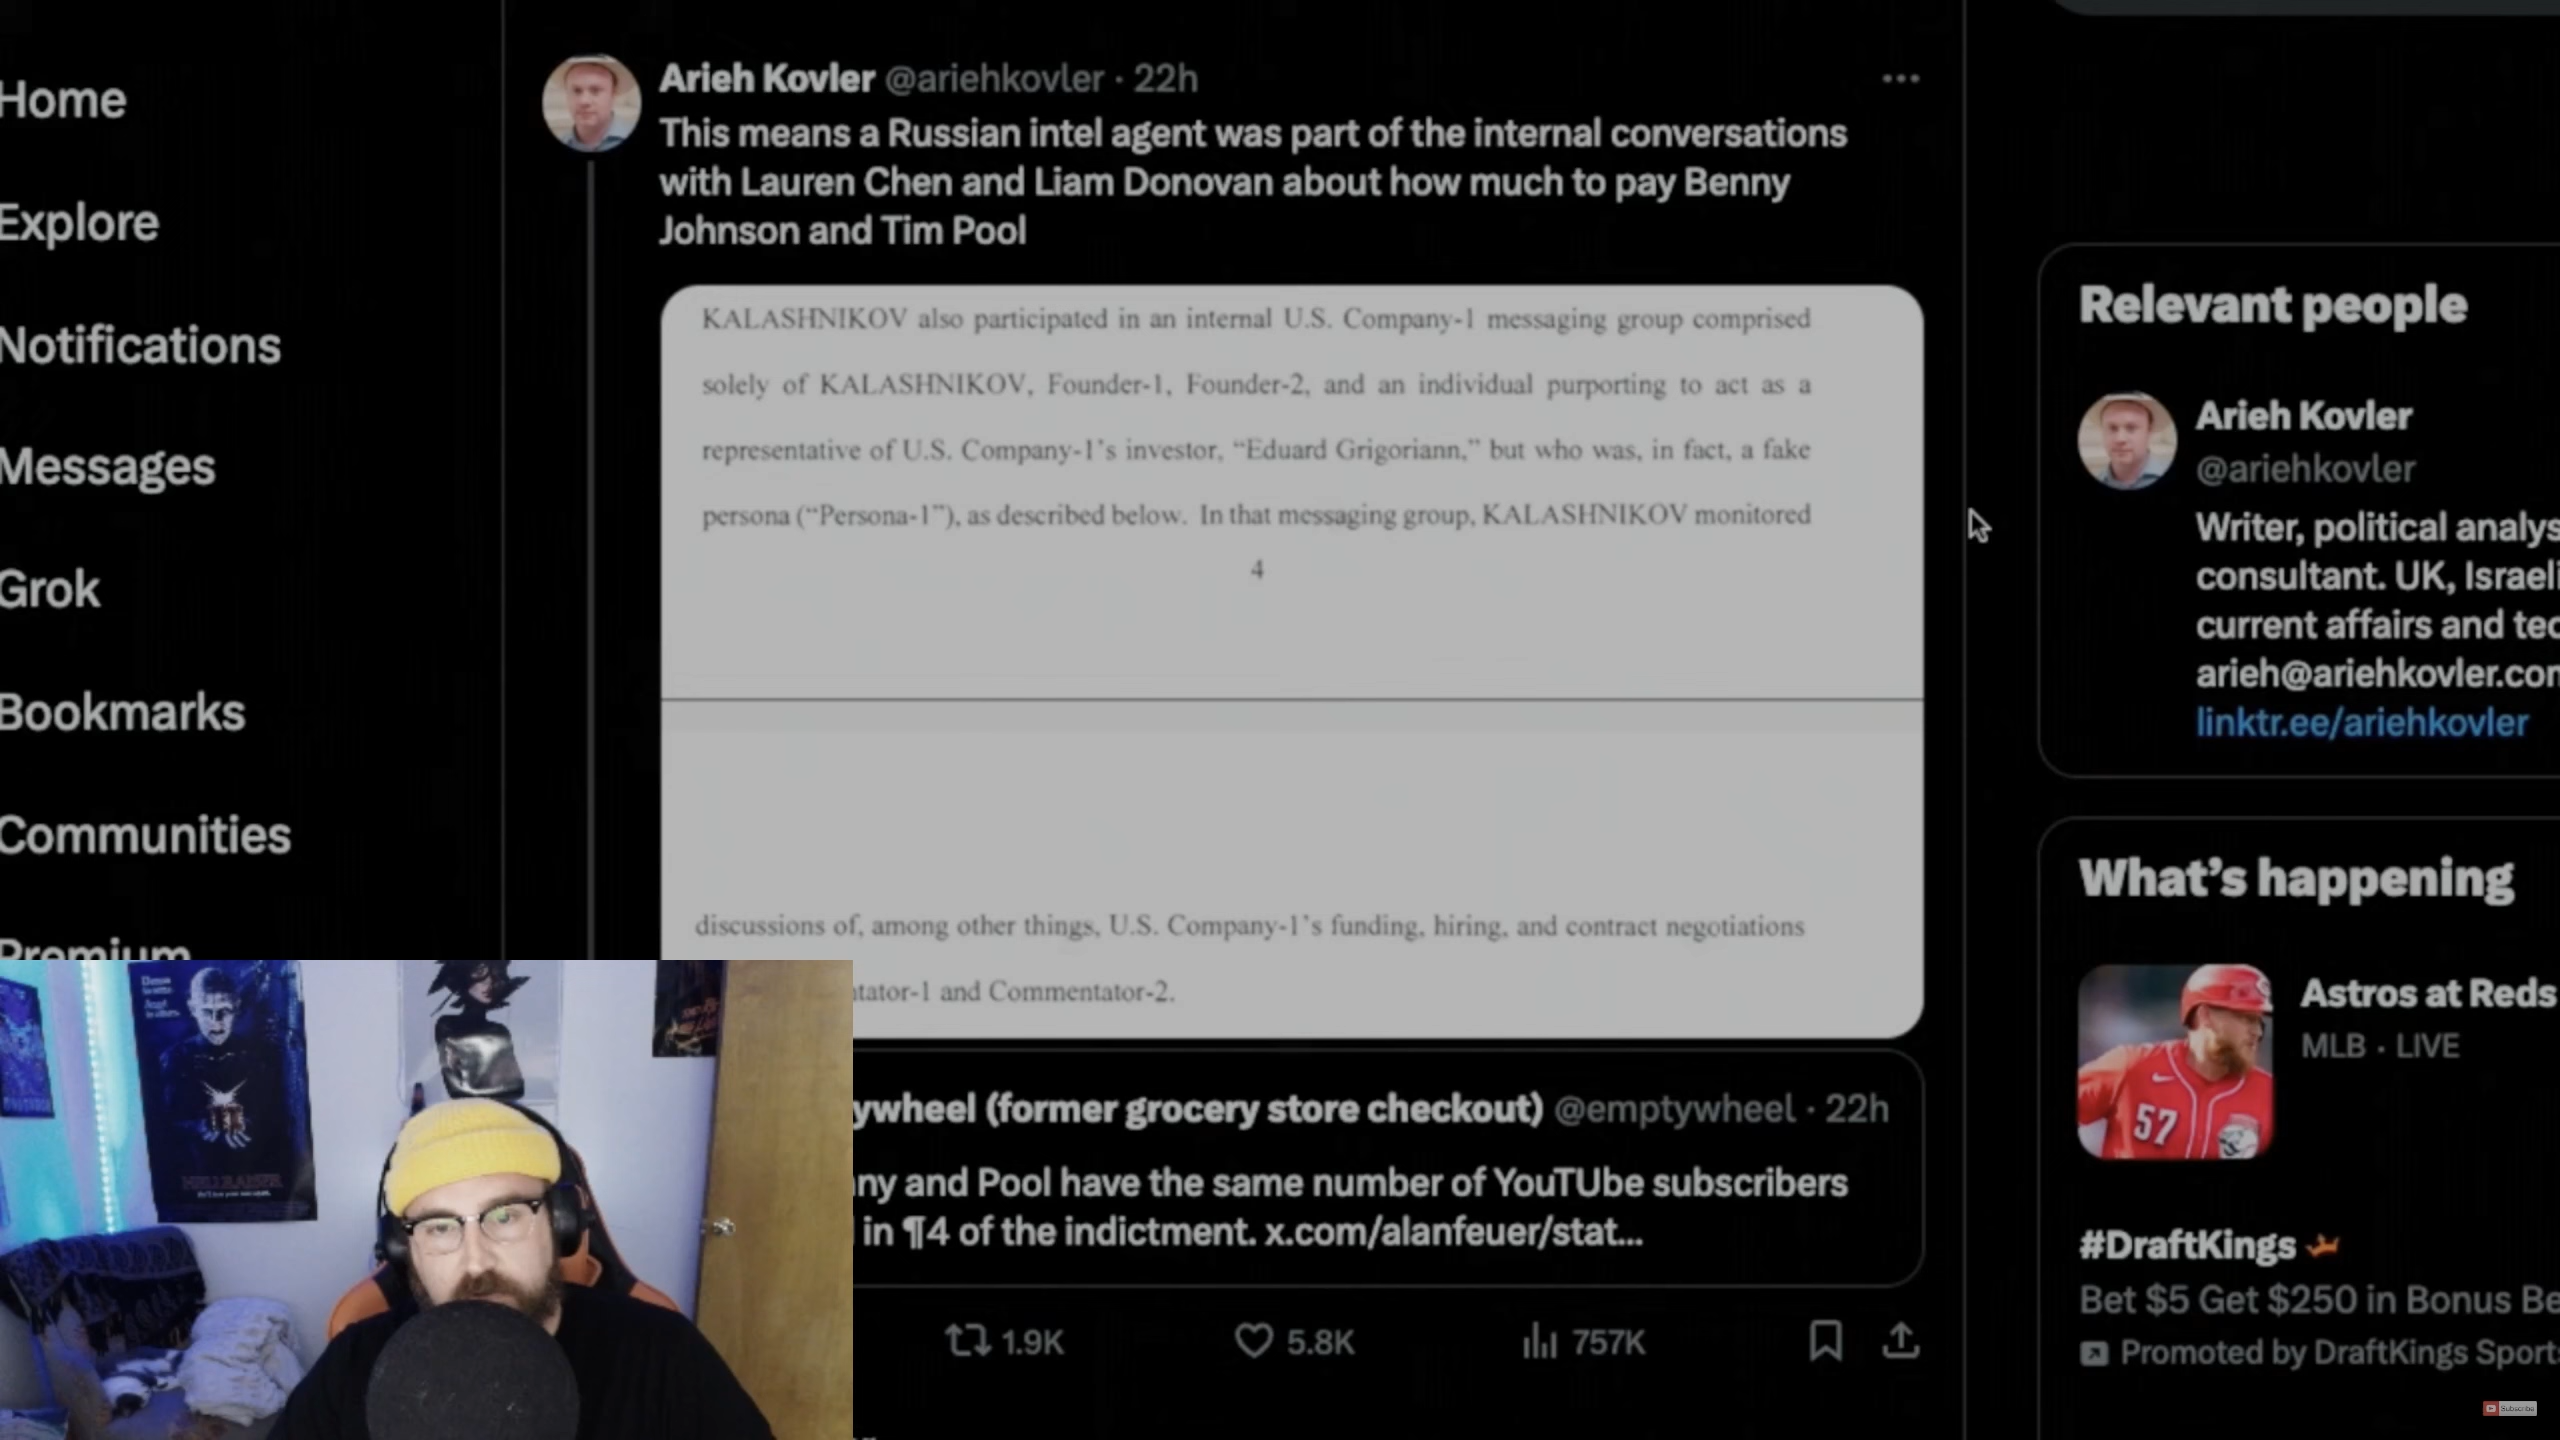 Home
Explore
Notifications
Messages
Grok
Bookmarks
Communities
Premium
Arieh Kovler @ariehkovler · 22h
This means a Russian intel agent was part of the internal conversations
with Lauren Chen and Liam Donovan about how much to pay Benny
Johnson and Tim Pool
KALASHNIKOV also participated in an internal U.S. Company-1 messaging group comprised
solely of KALASHNIKOV, Founder-1, Founder-2, and an individual purporting to act as a
representative of U.S. Company-1's investor, “Eduard Grigoriann,” but who was, in fact, a fake
persona (“Persona-1”), as described below. In that messaging group, KALASHNIKOV monitored
4
discussions of, among other things, U.S. Company-1's funding, hiring, and contract negotiations
tator-1 and Commentator-2.
ywheel (former grocery store checkout) @emptywheel · 22h
ny and Pool have the same number of YouTUbe subscribers
in ¶4 of the indictment. x.com/alanfeuer/stat...
1.9K
5.8K
757K
Relevant people
Arieh Kovler
@ariehkovler
Writer, political analys
consultant. UK, Israeli
current affairs and tec
arieh@ariehkovler.com
linktr.ee/ariehkovler
What's happening
Astros at Reds
MLB · LIVE
57
#DraftKings
Bet $5 Get $250 in Bonus Be
Promoted by DraftKings Sport
HELLRAISER
Subscribe